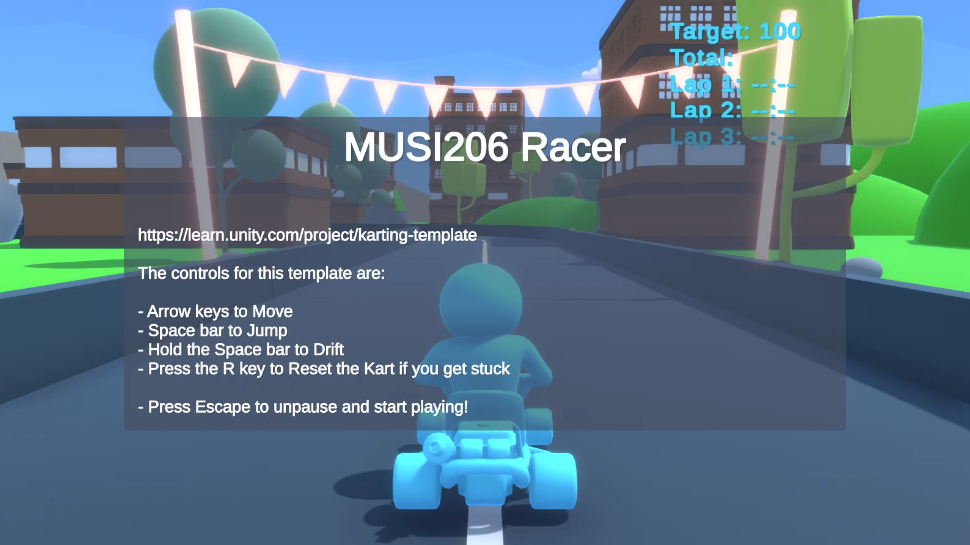 Target: 100
Total:
Lap 1: --:--
Lap 2: --:--
Lap 3: --:--
MUSI206 Racer
https://learn.unity.com/project/karting-template
The controls for this template are:
- Arrow keys to Move
- Space bar to Jump
- Hold the Space bar to Drift
- Press the R key to Reset the Kart if you get stuck
- Press Escape to unpause and start playing!